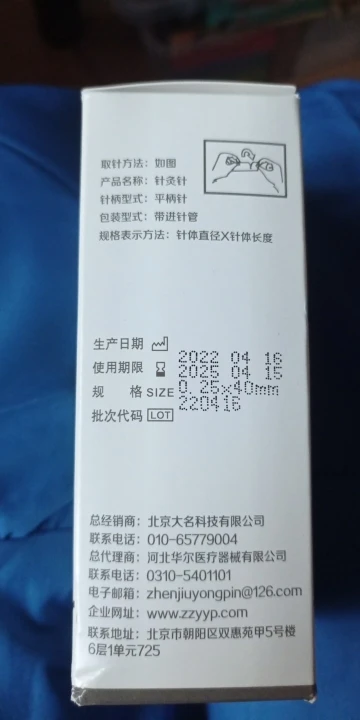 取针方法：如图
产品名称：针灸针
针柄型式：平柄针
包装型式：带进针管
规格表示方法：针体直径X针体长度
生产日期 2022 04 16
使用期限 2025 04 15
规 格 SIZE 0.25×40mm
批次代码 LOT 220416
总经销商：北京大名科技有限公司
联系电话：010-65779004
总代理商：河北华尔医疗器械有限公司
联系电话：0310-5401101
电子邮箱：zhenjiuyongpin@126.com
企业网址：www.zzyyp.com
联系地址：北京市朝阳区双惠苑甲5号楼
6层1单元725